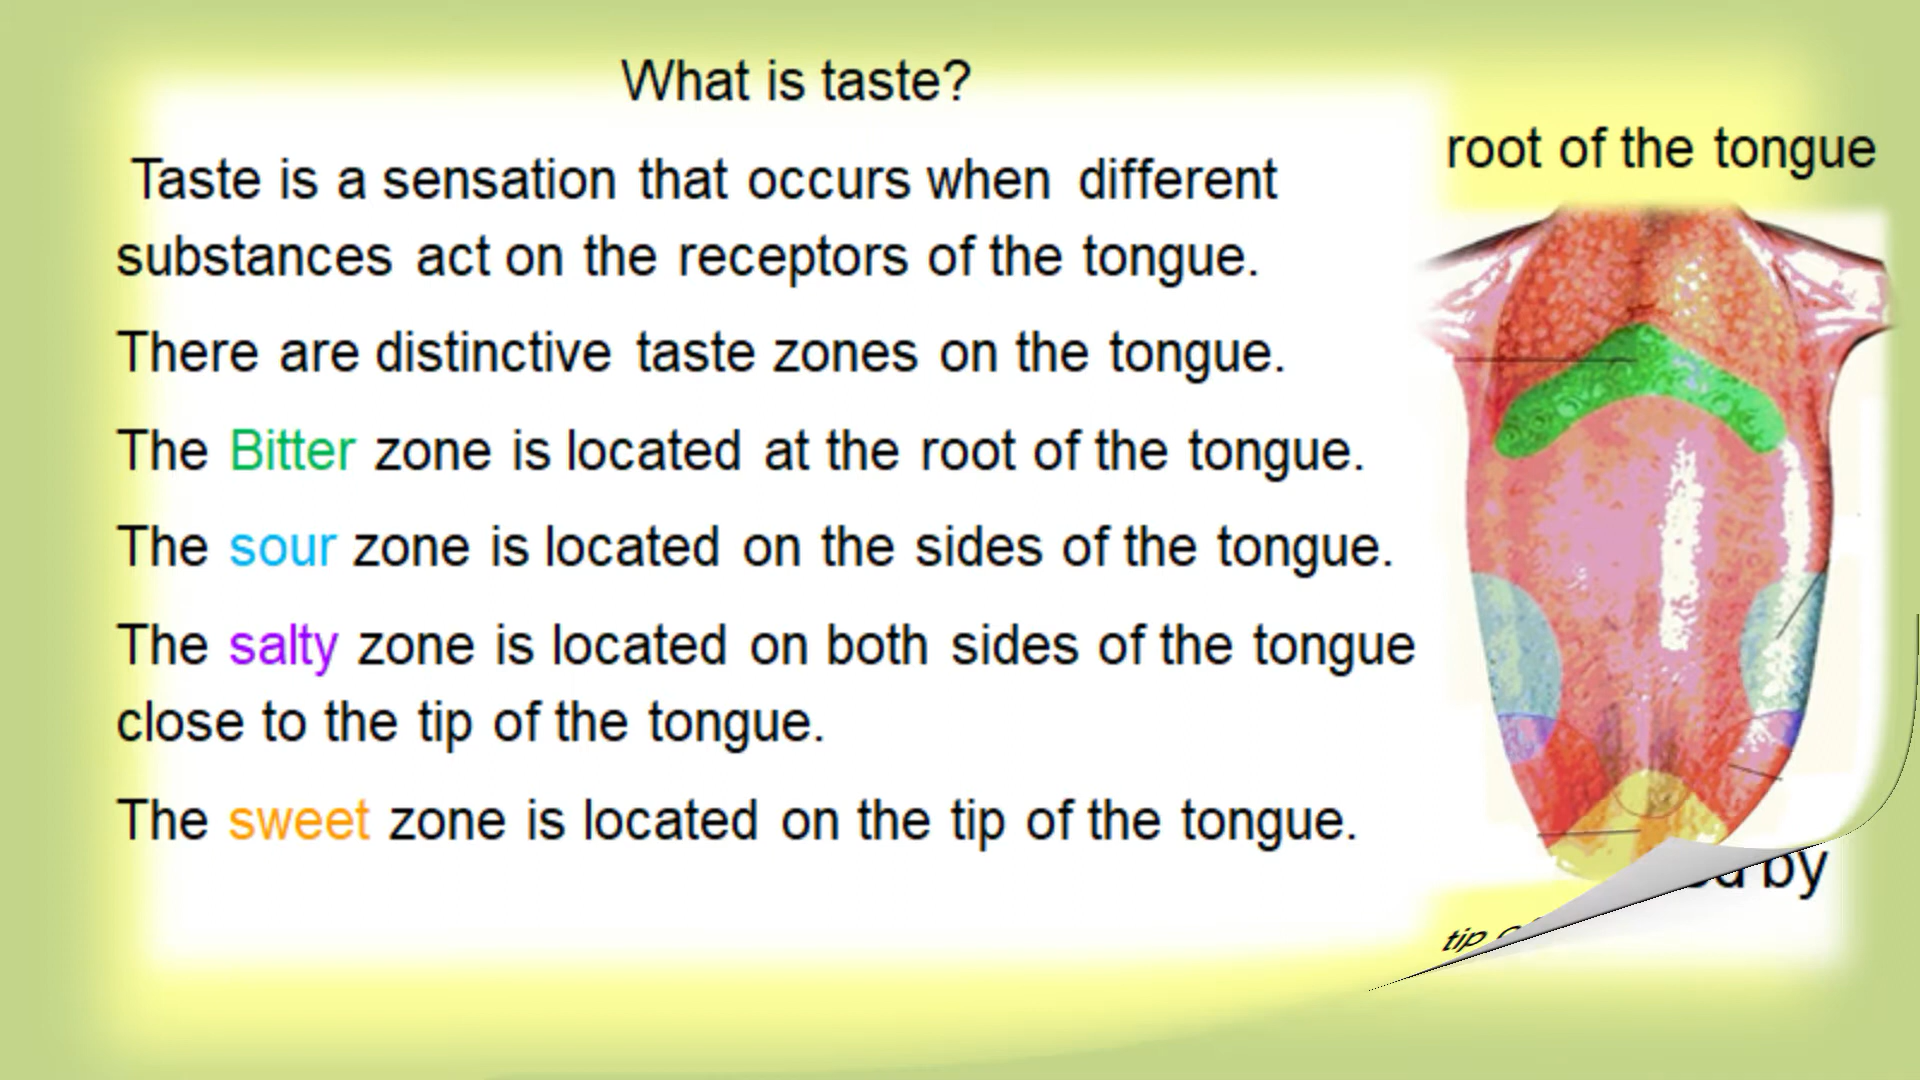 What is taste?
root of the tongue
Taste is a sensation that occurs when different
substances act on the receptors of the tongue.
There are distinctive taste zones on the tongue.
The Bitter zone is located at the root of the tongue.
The sour zone is located on the sides of the tongue.
The salty zone is located on both sides of the tongue
close to the tip of the tongue.
The sweet zone is located on the tip of the tongue.
by
tip